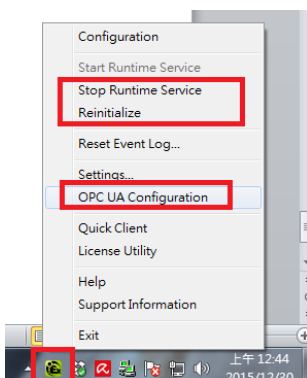 Configuration
Start Runtime Service
Stop Runtime Service
Reinitialize
Reset Event Log...
Settings...
OPC UA Configuration
Quick Client
License Utility
Help
Support Information
Exit
上午 12:44
2015/12/30